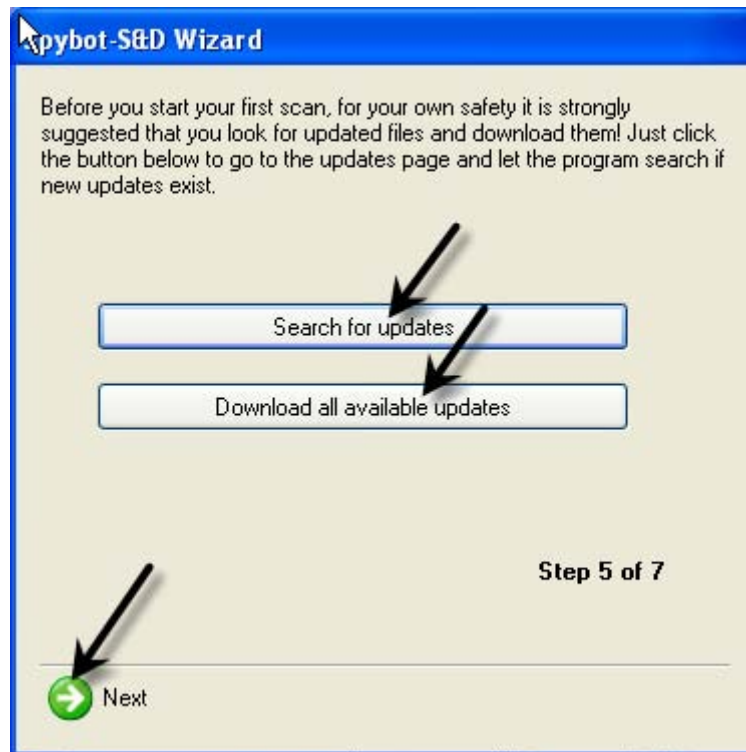 pybot-S&D Wizard
Before you start your first scan, for your own safety it is strongly
suggested that you look for updated files and download them! Just click
the button below to go to the updates page and let the program search if
new updates exist.
Search for updates
Download all available updates
Step 5 of 7
Next